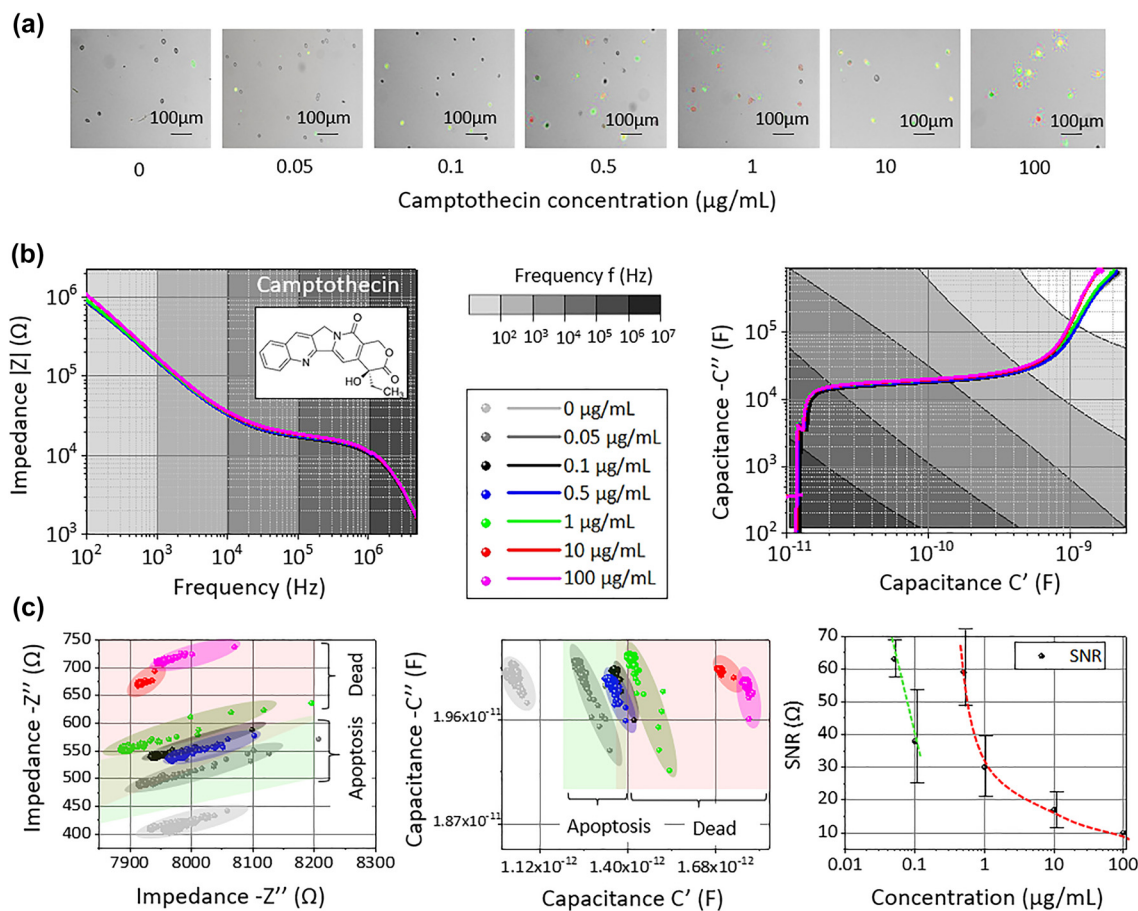 (a)
100μm 100μm 100μm 100μm 100μm 100μm 100μm
0 0.05 0.1 0.5 1 10 100
Camptothecin concentration (μg/mL)
(b)
Impedance |Z| (Ω)
10⁶
10⁵
10⁴
10³
Camptothecin
O
N
N
O
O
HO
CH₃
10² 10³ 10⁴ 10⁵ 10⁶
Frequency (Hz)
Frequency f (Hz)
10² 10³ 10⁴ 10⁵ 10⁶ 10⁷
0 μg/mL
0.05 μg/mL
0.1 μg/mL
0.5 μg/mL
1 μg/mL
10 μg/mL
100 μg/mL
Capacitance -C’’ (F)
10⁵
10⁴
10³
10²
10⁻¹¹ 10⁻¹⁰ 10⁻⁹
Capacitance C’ (F)
(c)
Impedance -Z’’ (Ω)
750
700
650
600
550
500
450
400
Dead
Apoptosis
7900 8000 8100 8200 8300
Impedance -Z’’ (Ω)
Capacitance -C’’ (F)
1.96x10⁻¹¹
1.87x10⁻¹¹
Apoptosis Dead
1.12x10⁻¹² 1.40x10⁻¹² 1.68x10⁻¹²
Capacitance C’ (F)
SNR (Ω)
70
60
50
40
30
20
10
SNR
0.01 0.1 1 10 100
Concentration (μg/mL)